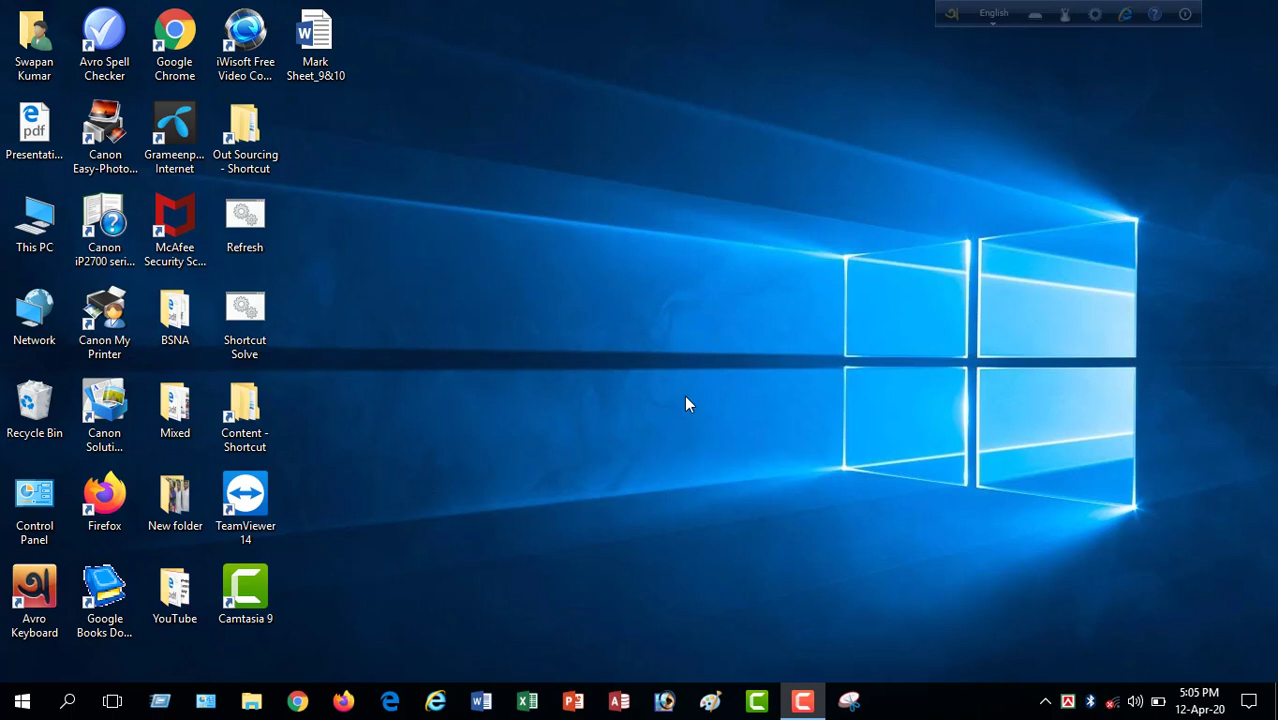 English
Swapan
Kumar
Avro Spell
Checker
Google
Chrome
iWisoft Free
Video Co...
Mark
Sheet_9&10
Presentati...
Canon
Easy-Photo...
Grameenp...
Internet
Out Sourcing
- Shortcut
This PC
Canon
iP2700 seri...
McAfee
Security Sc...
Refresh
Network
Canon My
Printer
BSNA
Shortcut
Solve
Recycle Bin
Canon
Soluti...
Mixed
Content -
Shortcut
Control
Panel
Firefox
New folder
TeamViewer
14
Avro
Keyboard
Google
Books Do...
YouTube
Camtasia 9
5:05 PM
12-Apr-20